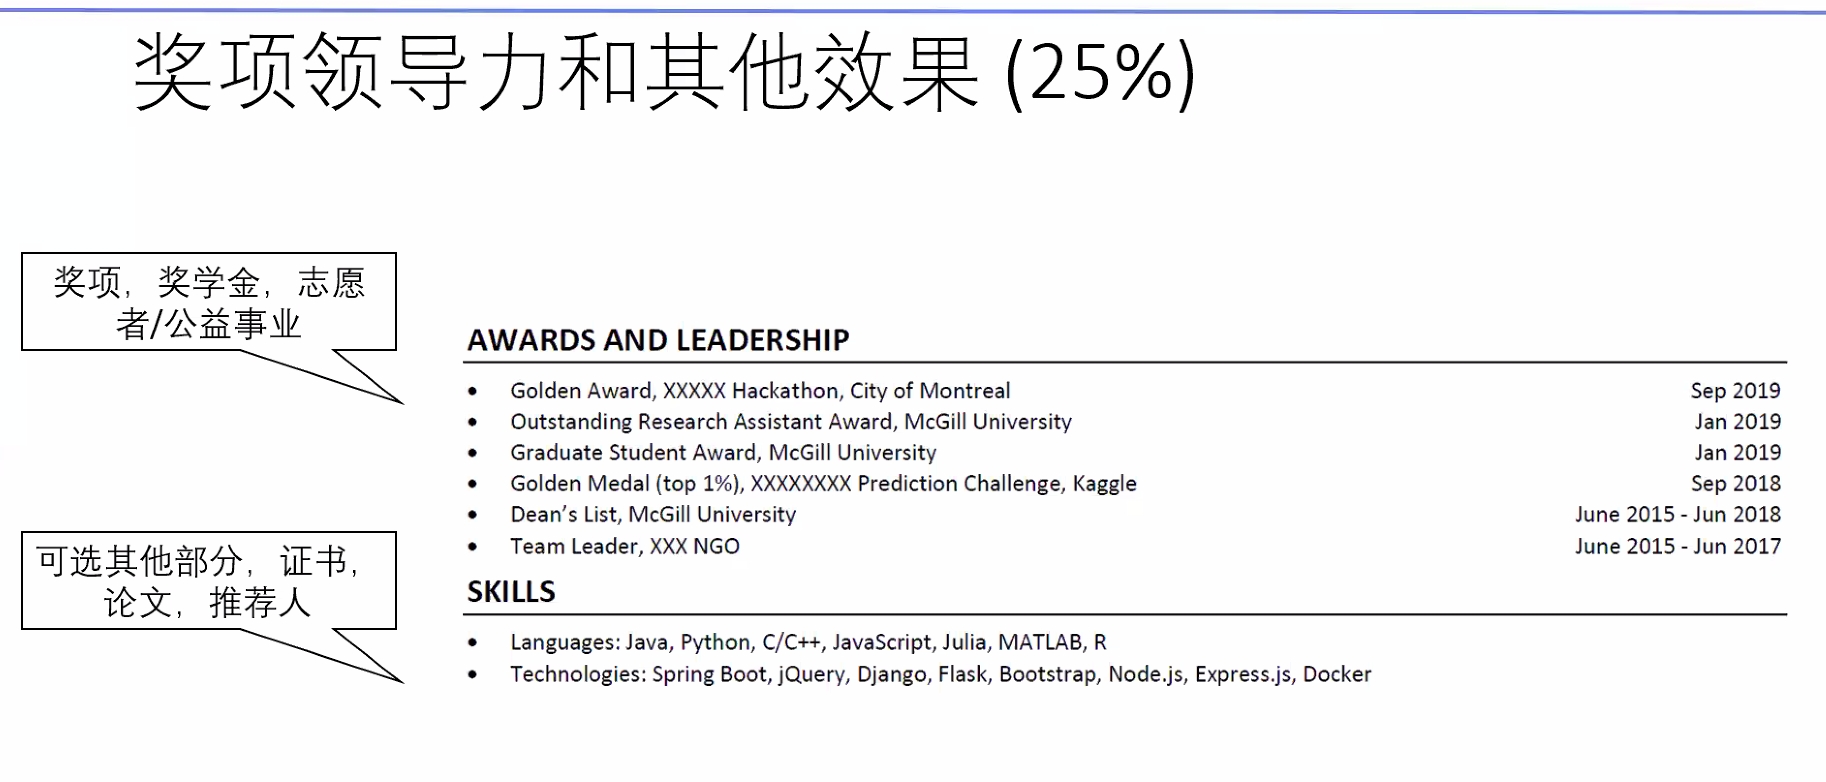 奖项领导力和其他效果 (25%)
奖项，奖学金，志愿
者/公益事业
AWARDS AND LEADERSHIP
• Golden Award, XXXXX Hackathon, City of Montreal Sep 2019
• Outstanding Research Assistant Award, McGill University Jan 2019
• Graduate Student Award, McGill University Jan 2019
• Golden Medal (top 1%), XXXXXXXX Prediction Challenge, Kaggle Sep 2018
• Dean’s List, McGill University June 2015 - Jun 2018
• Team Leader, XXX NGO June 2015 - Jun 2017
可选其他部分，证书，
论文，推荐人
SKILLS
• Languages: Java, Python, C/C++, JavaScript, Julia, MATLAB, R
• Technologies: Spring Boot, jQuery, Django, Flask, Bootstrap, Node.js, Express.js, Docker